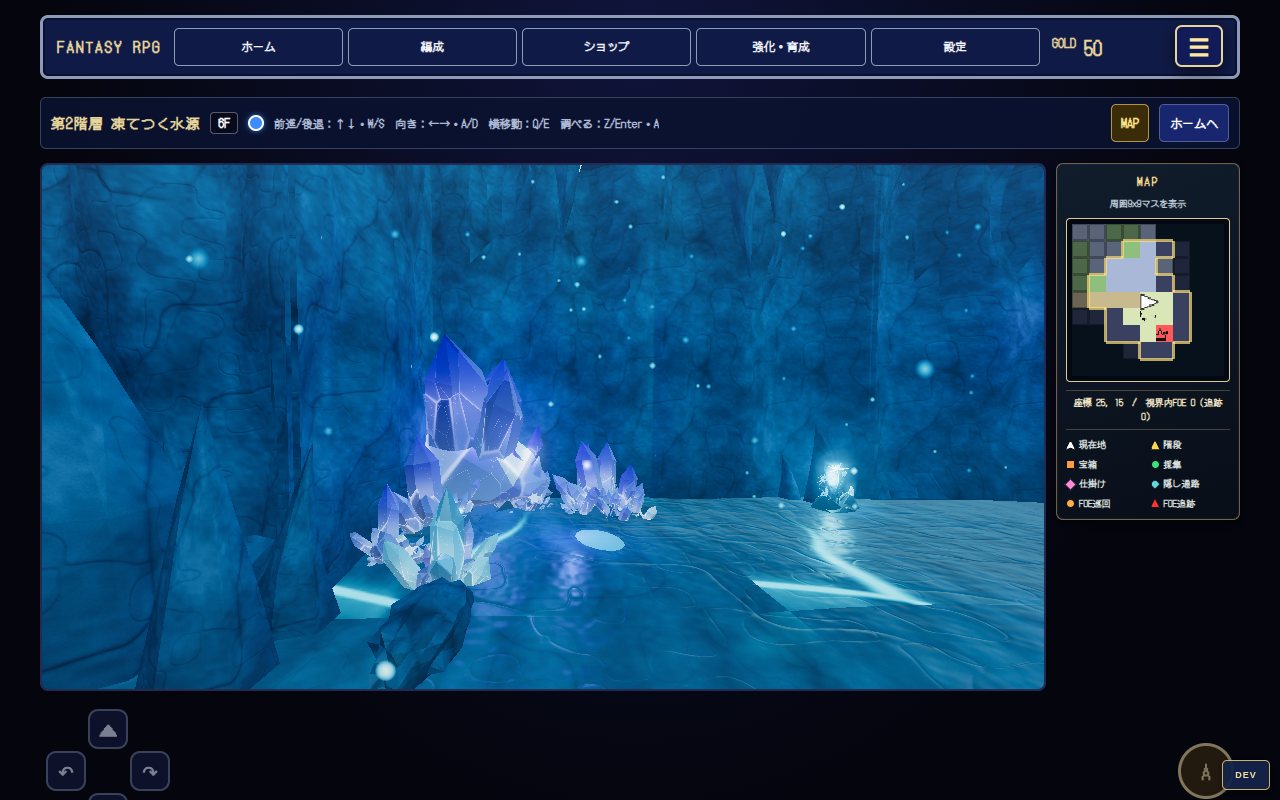 FANTASY RPG
ホーム
編成
ショップ
強化・育成
設定
GOLD 50
第2階層 凍てつく水源
6F
前進/後退：↑↓・W/S 向き：←→・A/D 横移動：Q/E 調べる：Z/Enter・A
MAP
ホームへ
MAP
周囲9x9マスを表示
座標 25, 15 / 視界内FOE 0（追跡
0）
現在地
階段
宝箱
採集
仕掛け
隠し通路
FOE巡回
FOE追跡
A
DEV